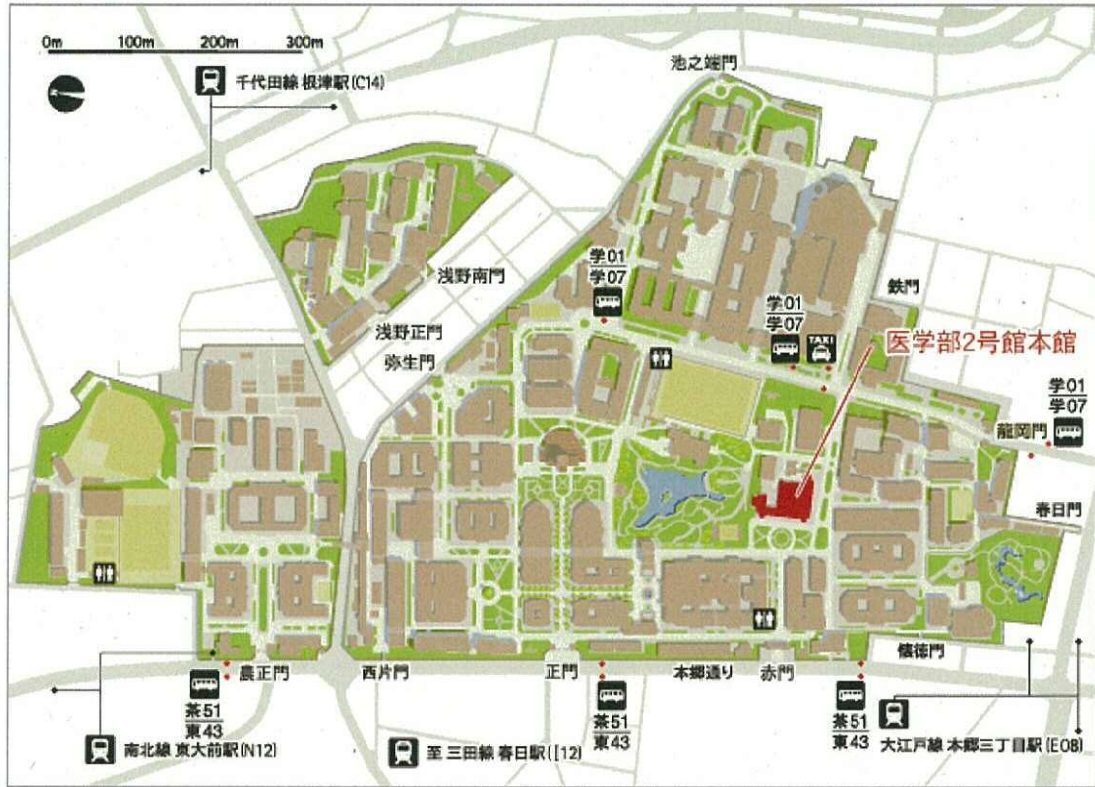 0m 100m 200m 300m
千代田線 根津駅(C14)
池之端門
浅野南門
学01
学07
学01
学07
TAXI
鉄門
浅野正門
弥生門
医学部2号館本館
学01
学07
龍岡門
春日門
農正門
西片門
正門
本郷通り
赤門
懐徳門
茶51
東43
茶51
東43
茶51
東43
南北線 東大前駅(N12)
至 三田線 春日駅(I12)
大江戸線 本郷三丁目駅(E08)